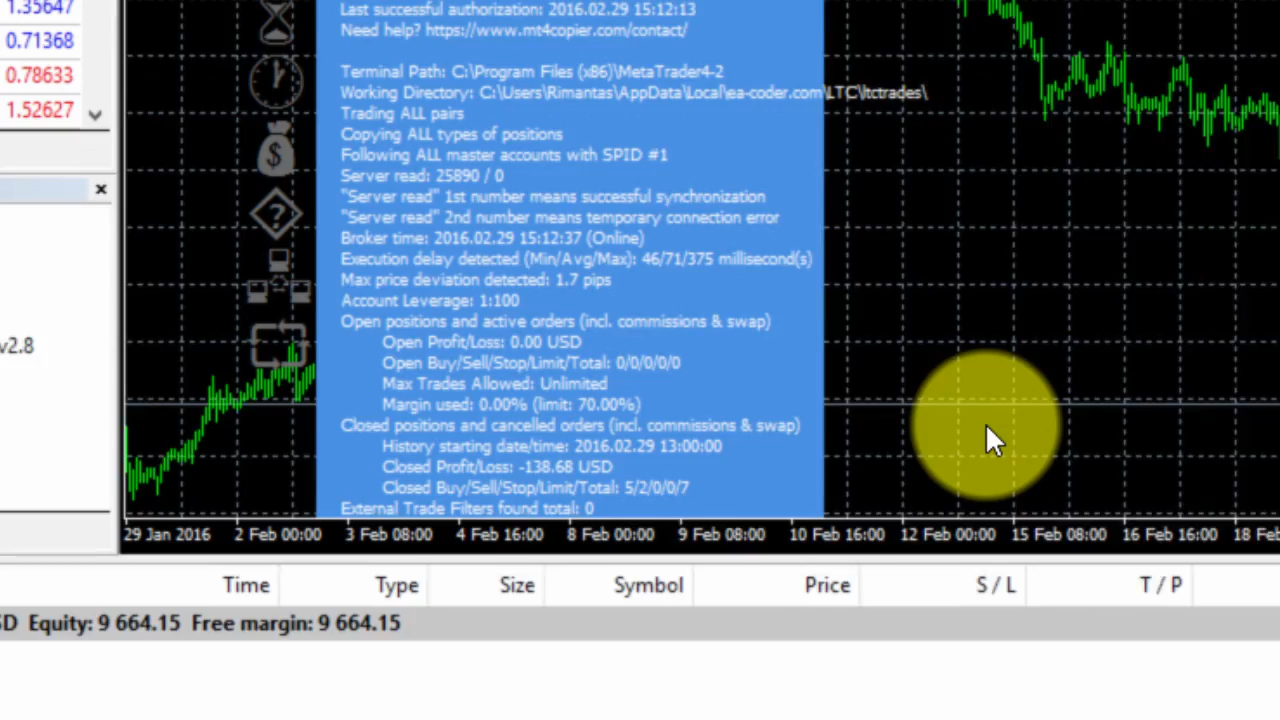 1.35647
0.71368
0.78633
1.52627
v2.8
Last successful authorization: 2016.02.29 15:12:13
Need help? https://www.mt4copier.com/contact/
Terminal Path: C:\Program Files (x86)\MetaTrader4-2
Working Directory: C:\Users\Rimantas\AppData\Local\ea-coder.com\LTC\ltctrades\
Trading ALL pairs
Copying ALL types of positions
Following ALL master accounts with SPID #1
Server read: 25890 / 0
"Server read" 1st number means successful synchronization
"Server read" 2nd number means temporary connection error
Broker time: 2016.02.29 15:12:37 (Online)
Execution delay detected (Min/Avg/Max): 46/71/375 millisecond(s)
Max price deviation detected: 1.7 pips
Account Leverage: 1:100
Open positions and active orders (incl. commissions & swap)
Open Profit/Loss: 0.00 USD
Open Buy/Sell/Stop/Limit/Total: 0/0/0/0/0
Max Trades Allowed: Unlimited
Margin used: 0.00% (limit: 70.00%)
Closed positions and cancelled orders (incl. commissions & swap)
History starting date/time: 2016.02.29 13:00:00
Closed Profit/Loss: -138.68 USD
Closed Buy/Sell/Stop/Limit/Total: 5/2/0/0/7
External Trade Filters found total: 0
29 Jan 2016 2 Feb 00:00 3 Feb 08:00 4 Feb 16:00 8 Feb 00:00 9 Feb 08:00 10 Feb 16:00 12 Feb 00:00 15 Feb 08:00 16 Feb 16:00 18 Feb
Time Type Size Symbol Price S / L T / P
SD Equity: 9 664.15 Free margin: 9 664.15